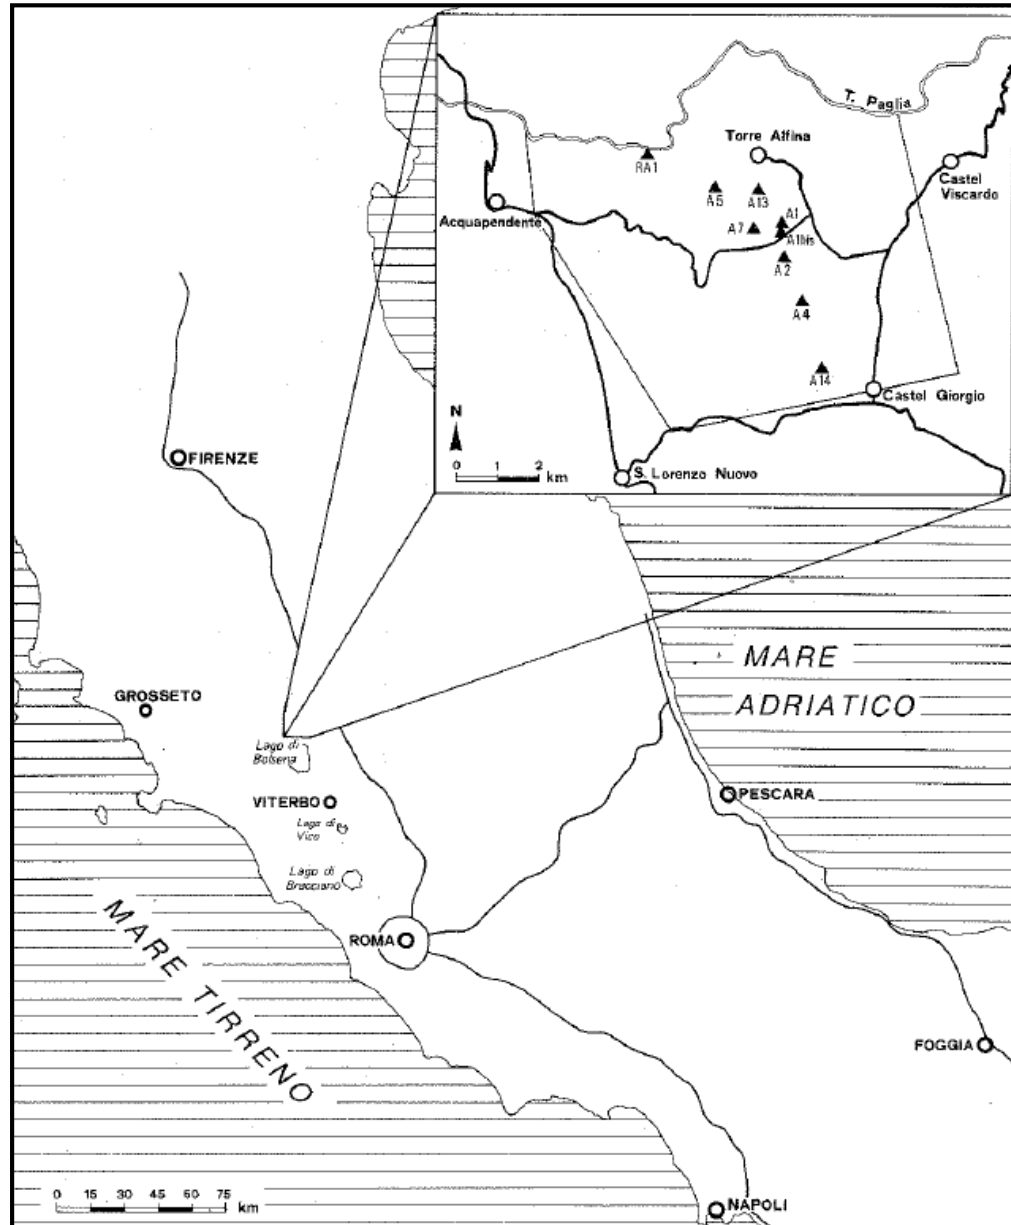 T. Paglia
Torre Alfina
RA1
Castel
Viscardo
A5
A13
Acquapendente
A7
A1
A1bis
A2
A4
A14
Castel Giorgio
N
0 1 2
km
S. Lorenzo Nuovo
FIRENZE
MARE
ADRIATICO
GROSSETO
Lago di
Bolsena
VITERBO
PESCARA
Lago di
Vico
Lago di
Bracciano
ROMA
MARE TIRRENO
FOGGIA
0 15 30 45 60 75
km
NAPOLI